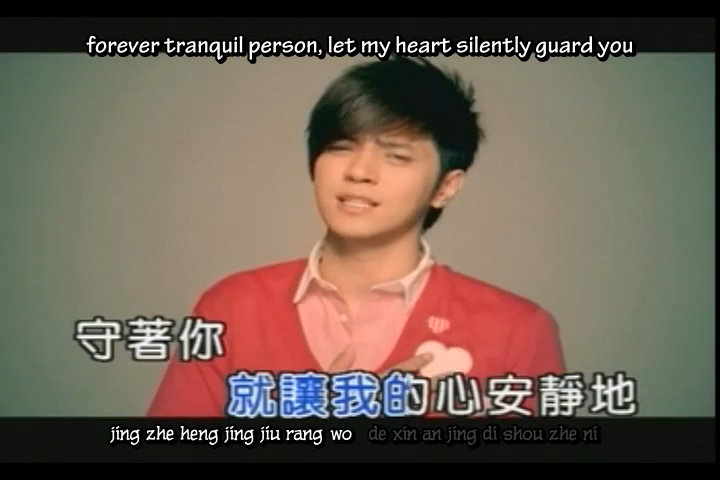 forever tranquil person, let my heart silently guard you
守著你
就讓我的心安靜地
jing zhe heng jing jiu rang wo de xin an jing di shou zhe ni